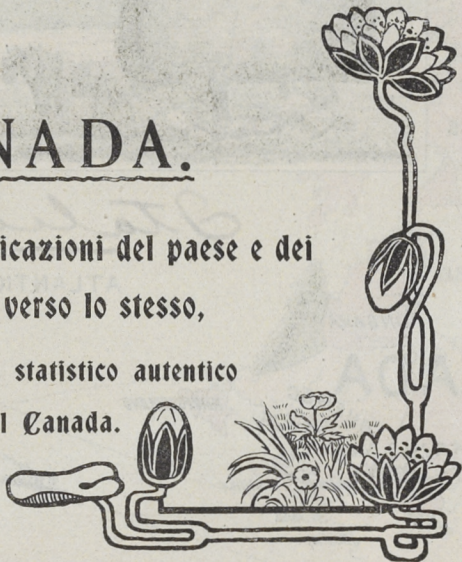 NADA.
icazioni del paese e dei
verso lo stesso,
statistico autentico
l Canada.